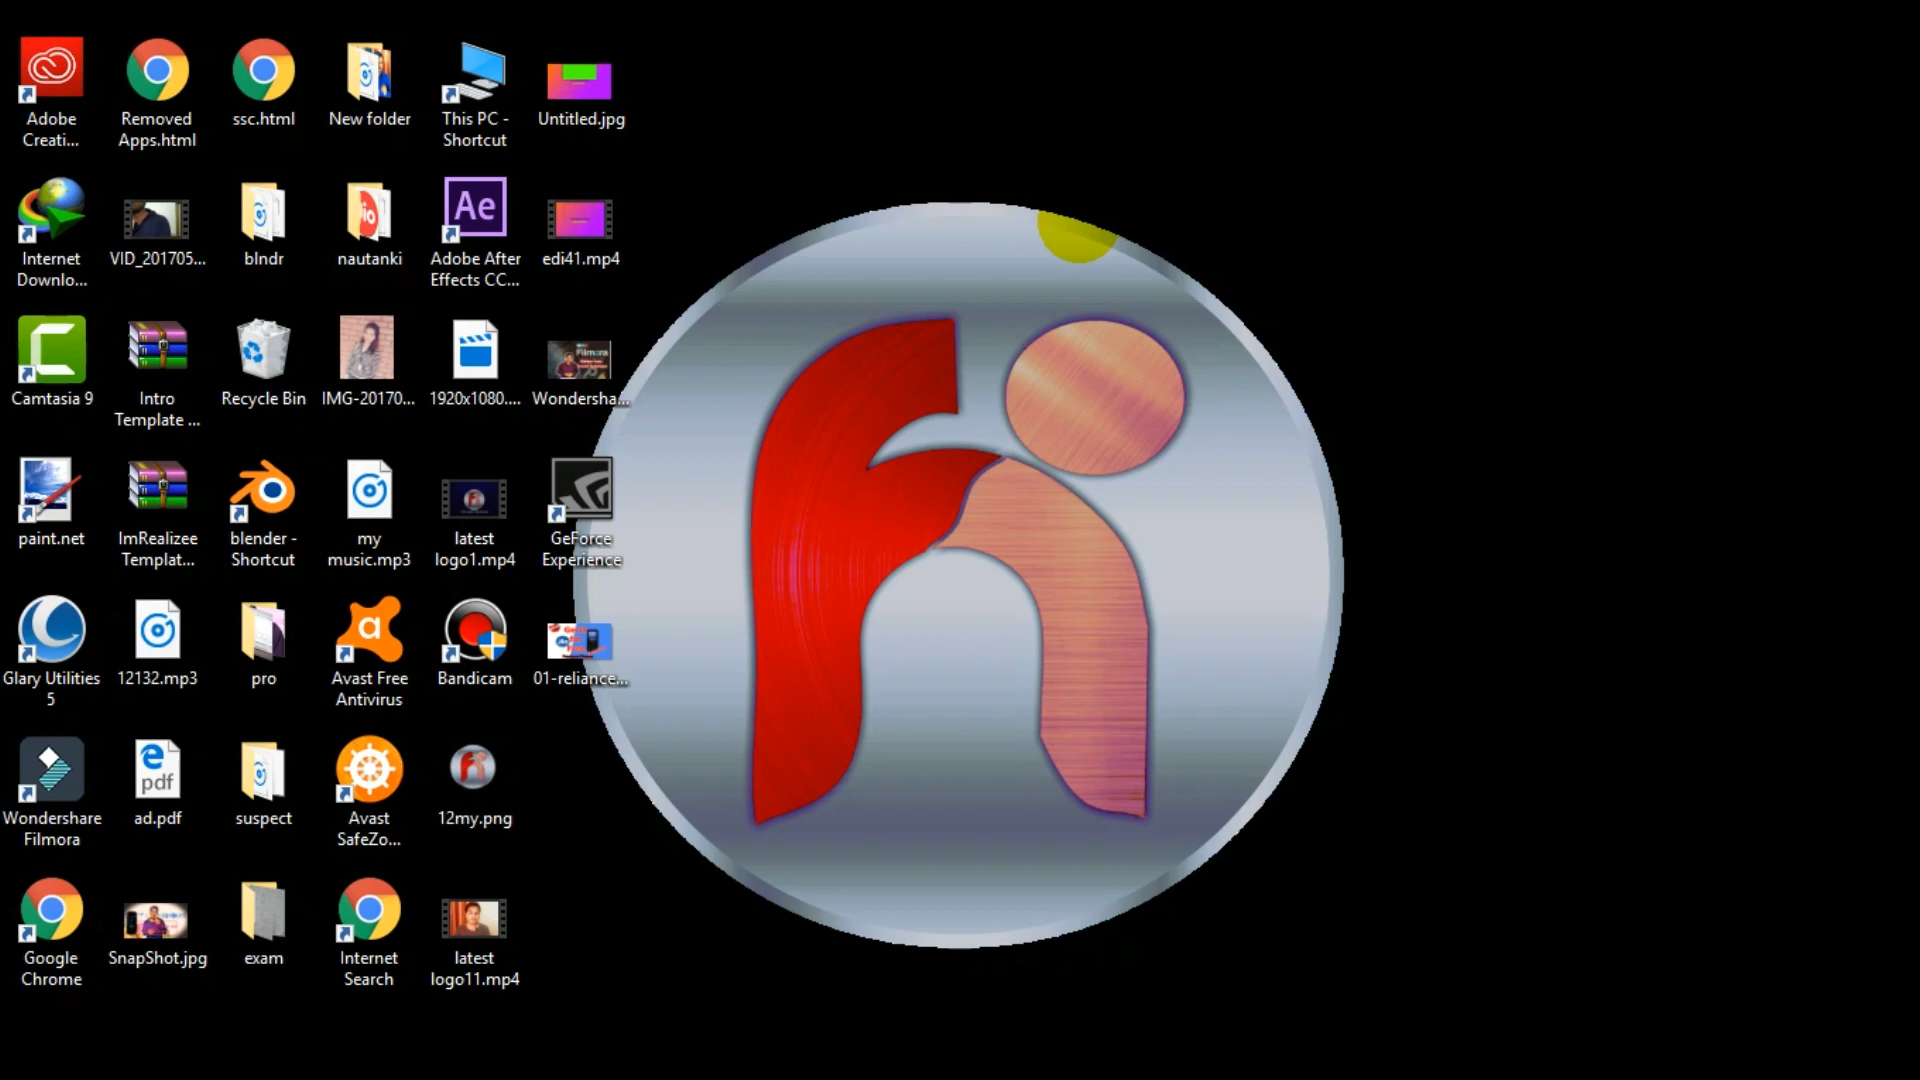 Adobe
Creati...
Removed
Apps.html
ssc.html
New folder
This PC -
Shortcut
Untitled.jpg
Internet
Downlo...
VID_201705...
blndr
nautanki
Ae
Adobe After
Effects CC...
edi41.mp4
Camtasia 9
Intro
Template ...
Recycle Bin
IMG-20170...
1920x1080....
Filmora
Wondersha...
paint.net
ImRealizee
Templat...
blender -
Shortcut
my
music.mp3
latest
logo1.mp4
GeForce
Experience
Glary Utilities
5
12132.mp3
pro
Avast Free
Antivirus
Bandicam
01-reliance...
Wondershare
Filmora
pdf
ad.pdf
suspect
Avast
SafeZo...
12my.png
Google
Chrome
SnapShot.jpg
exam
Internet
Search
latest
logo11.mp4